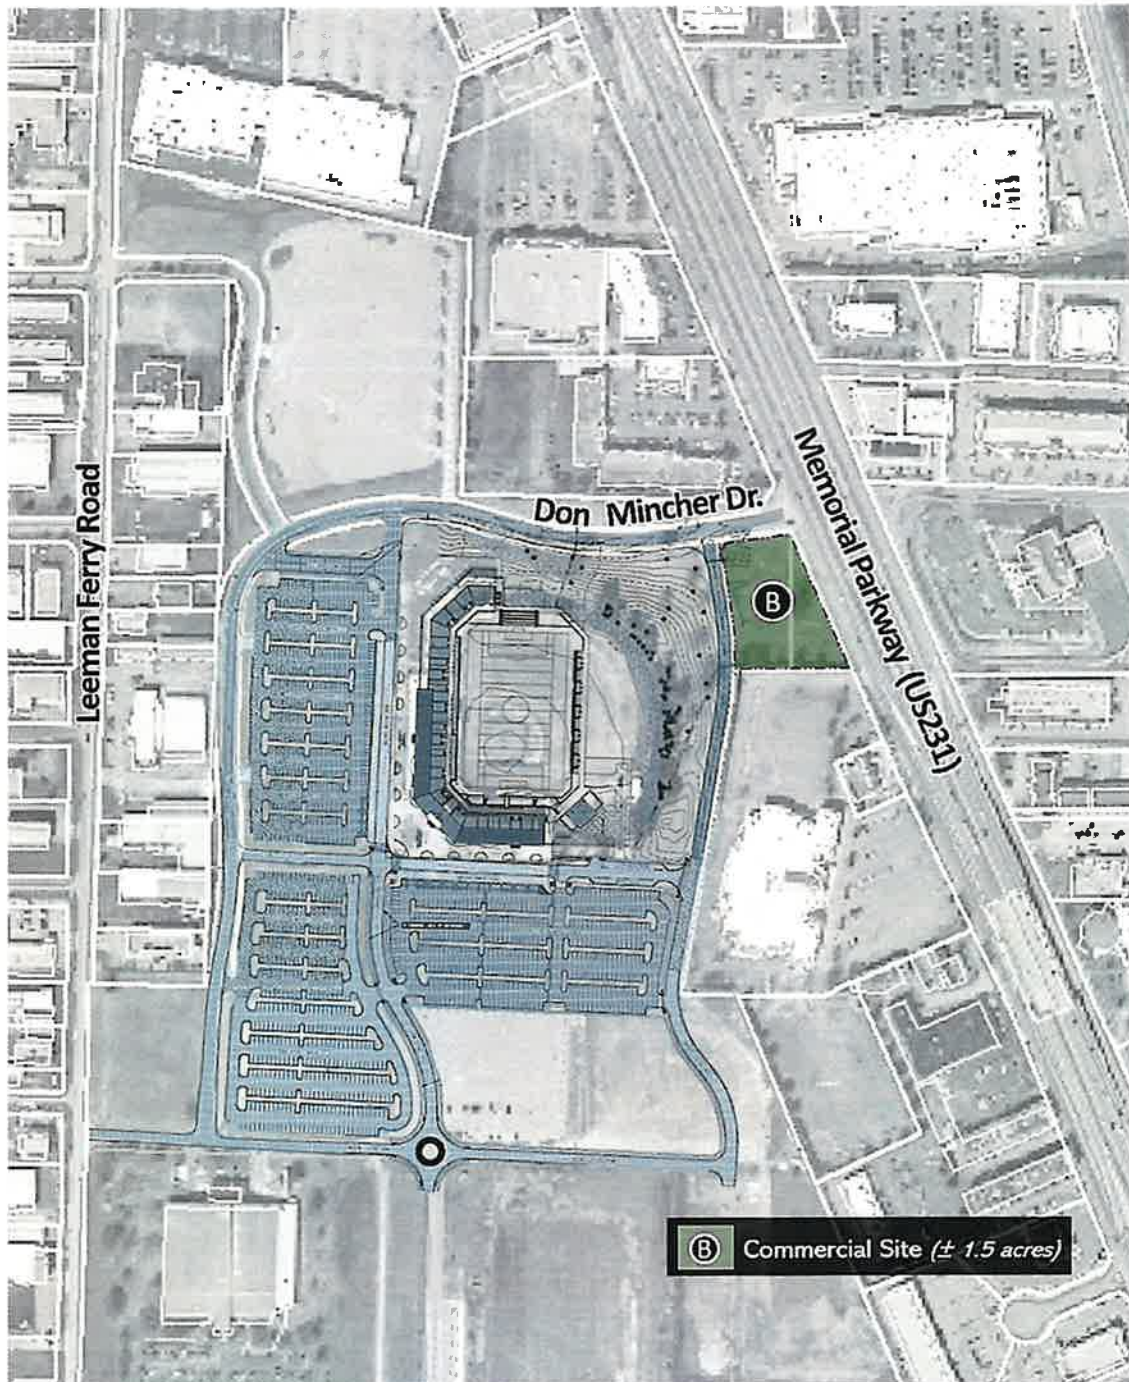 Don Mincher Dr.
Memorial Parkway (US231)
Leeman Ferry Road
B
B Commercial Site (± 1.5 acres)